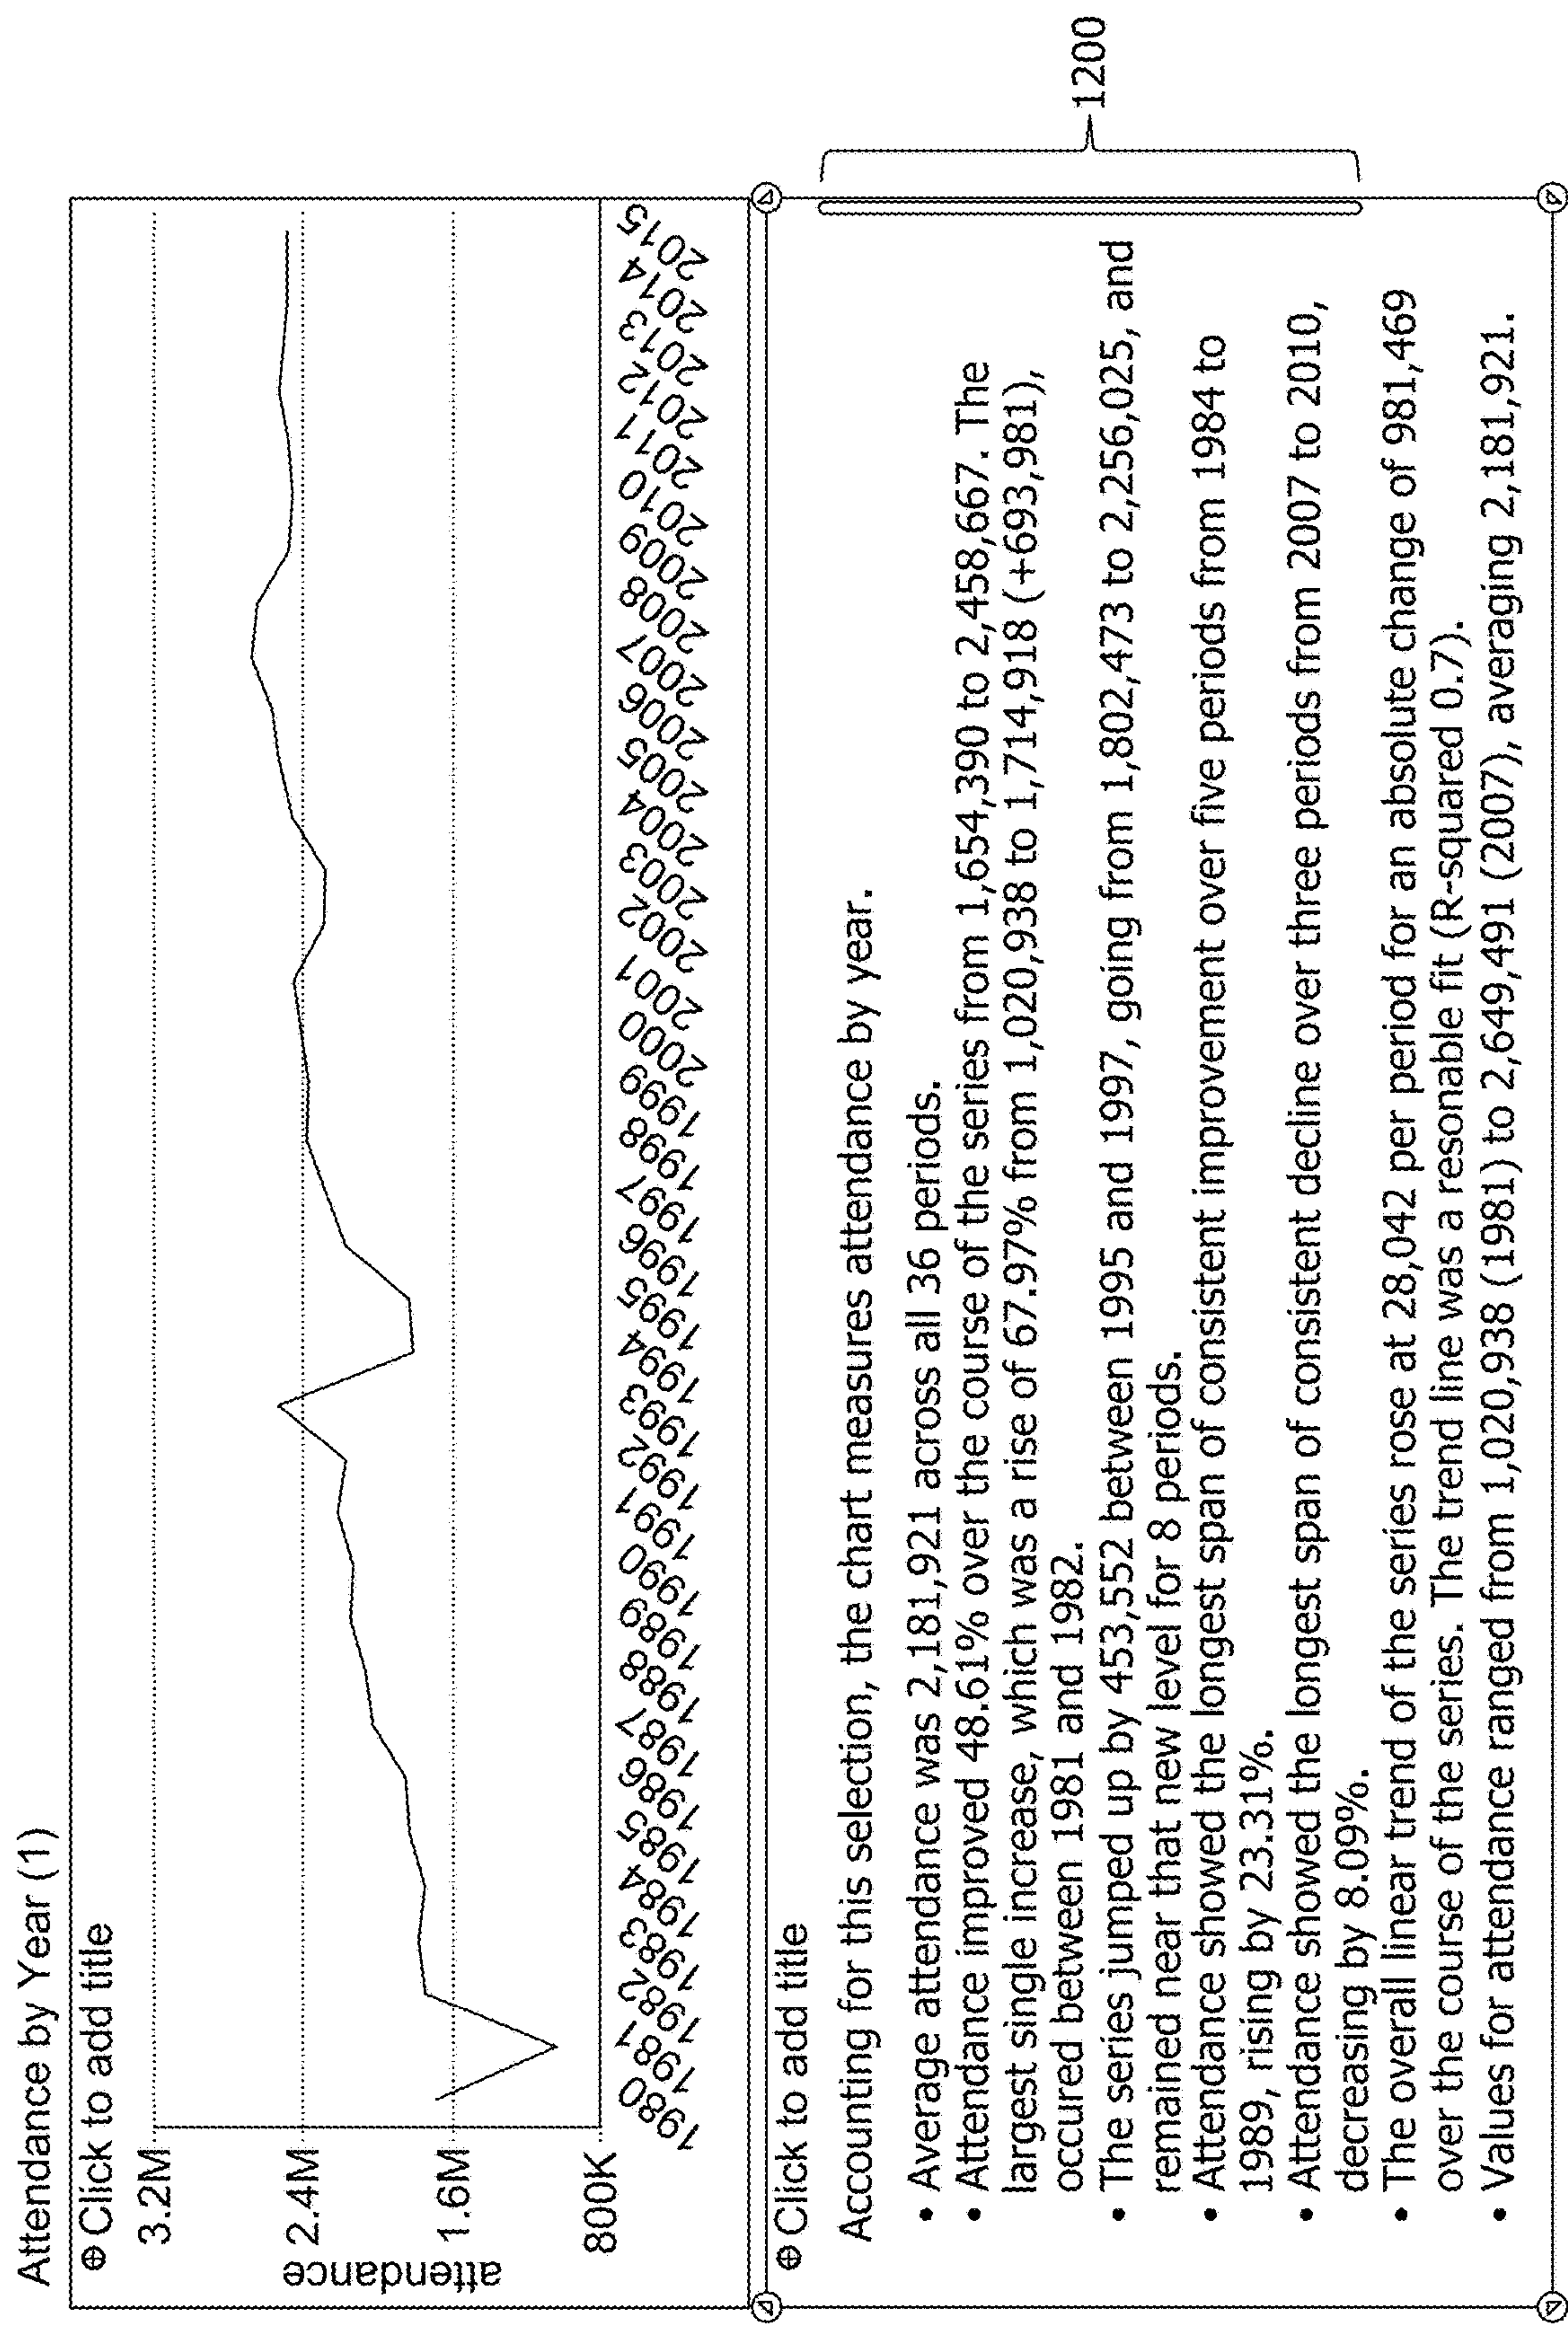 Attendance by Year (1)
⊕ Click to add title
3.2M
2.4M
1.6M
800K
attendance
1980
1981
1982
1983
1984
1985
1986
1987
1988
1989
1990
1991
1992
1993
1994
1995
1996
1997
1998
1999
2000
2001
2002
2003
2004
2005
2006
2007
2008
2009
2010
2011
2012
2013
2014
2015
⊕ Click to add title
Accounting for this selection, the chart measures attendance by year.
• Average attendance was 2,181,921 across all 36 periods.
• Attendance improved 48.61% over the course of the series from 1,654,390 to 2,458,667. The
largest single increase, which was a rise of 67.97% from 1,020,938 to 1,714,918 (+693,981),
occured between 1981 and 1982.
• The series jumped up by 453,552 between 1995 and 1997, going from 1,802,473 to 2,256,025, and
remained near that new level for 8 periods.
• Attendance showed the longest span of consistent improvement over five periods from 1984 to
1989, rising by 23.31%.
• Attendance showed the longest span of consistent decline over three periods from 2007 to 2010,
decreasing by 8.09%.
• The overall linear trend of the series rose at 28,042 per period for an absolute change of 981,469
over the course of the series. The trend line was a resonable fit (R-squared 0.7).
• Values for attendance ranged from 1,020,938 (1981) to 2,649,491 (2007), averaging 2,181,921.
1200